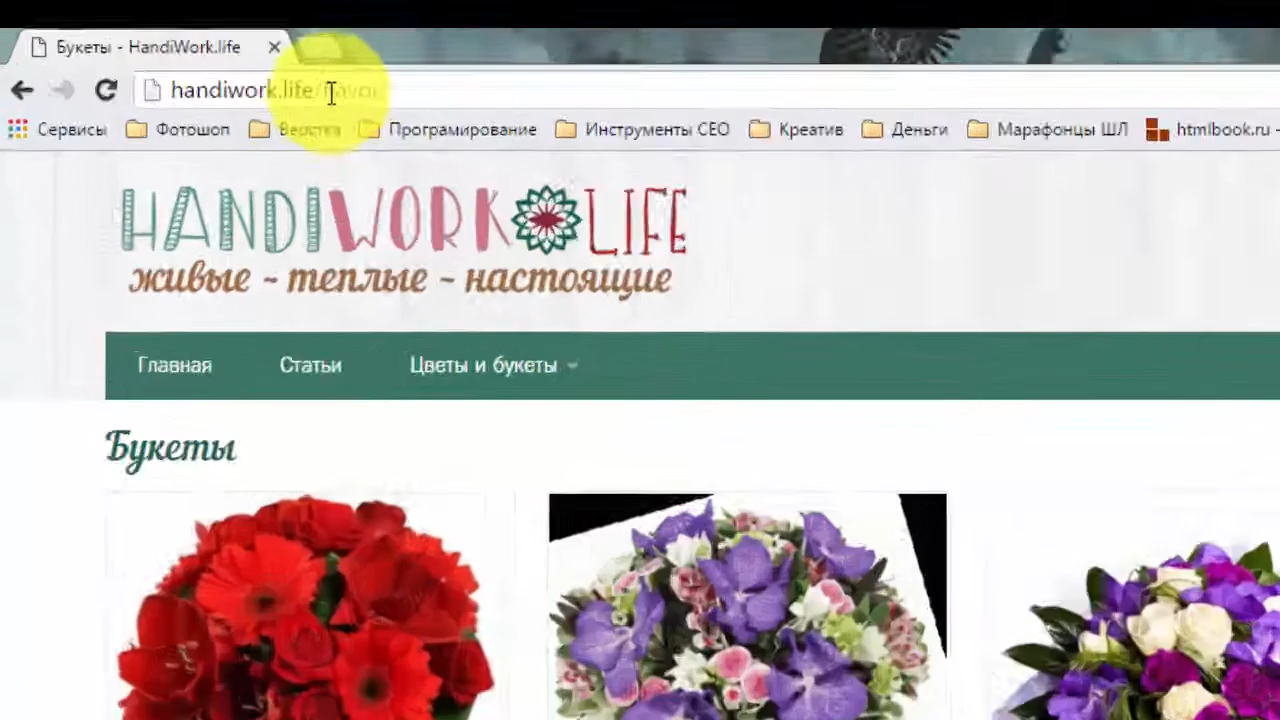 Букеты - HandiWork.life
handiwork.life/
Сервисы Фотошоп Верстка Програмирование Инструменты СЕО Креатив Деньги Марафонцы ШЛ htmlbook.ru -
HANDIWORK LIFE
живые ~ теплые ~ настоящие
Главная Статьи Цветы и букеты
Букеты